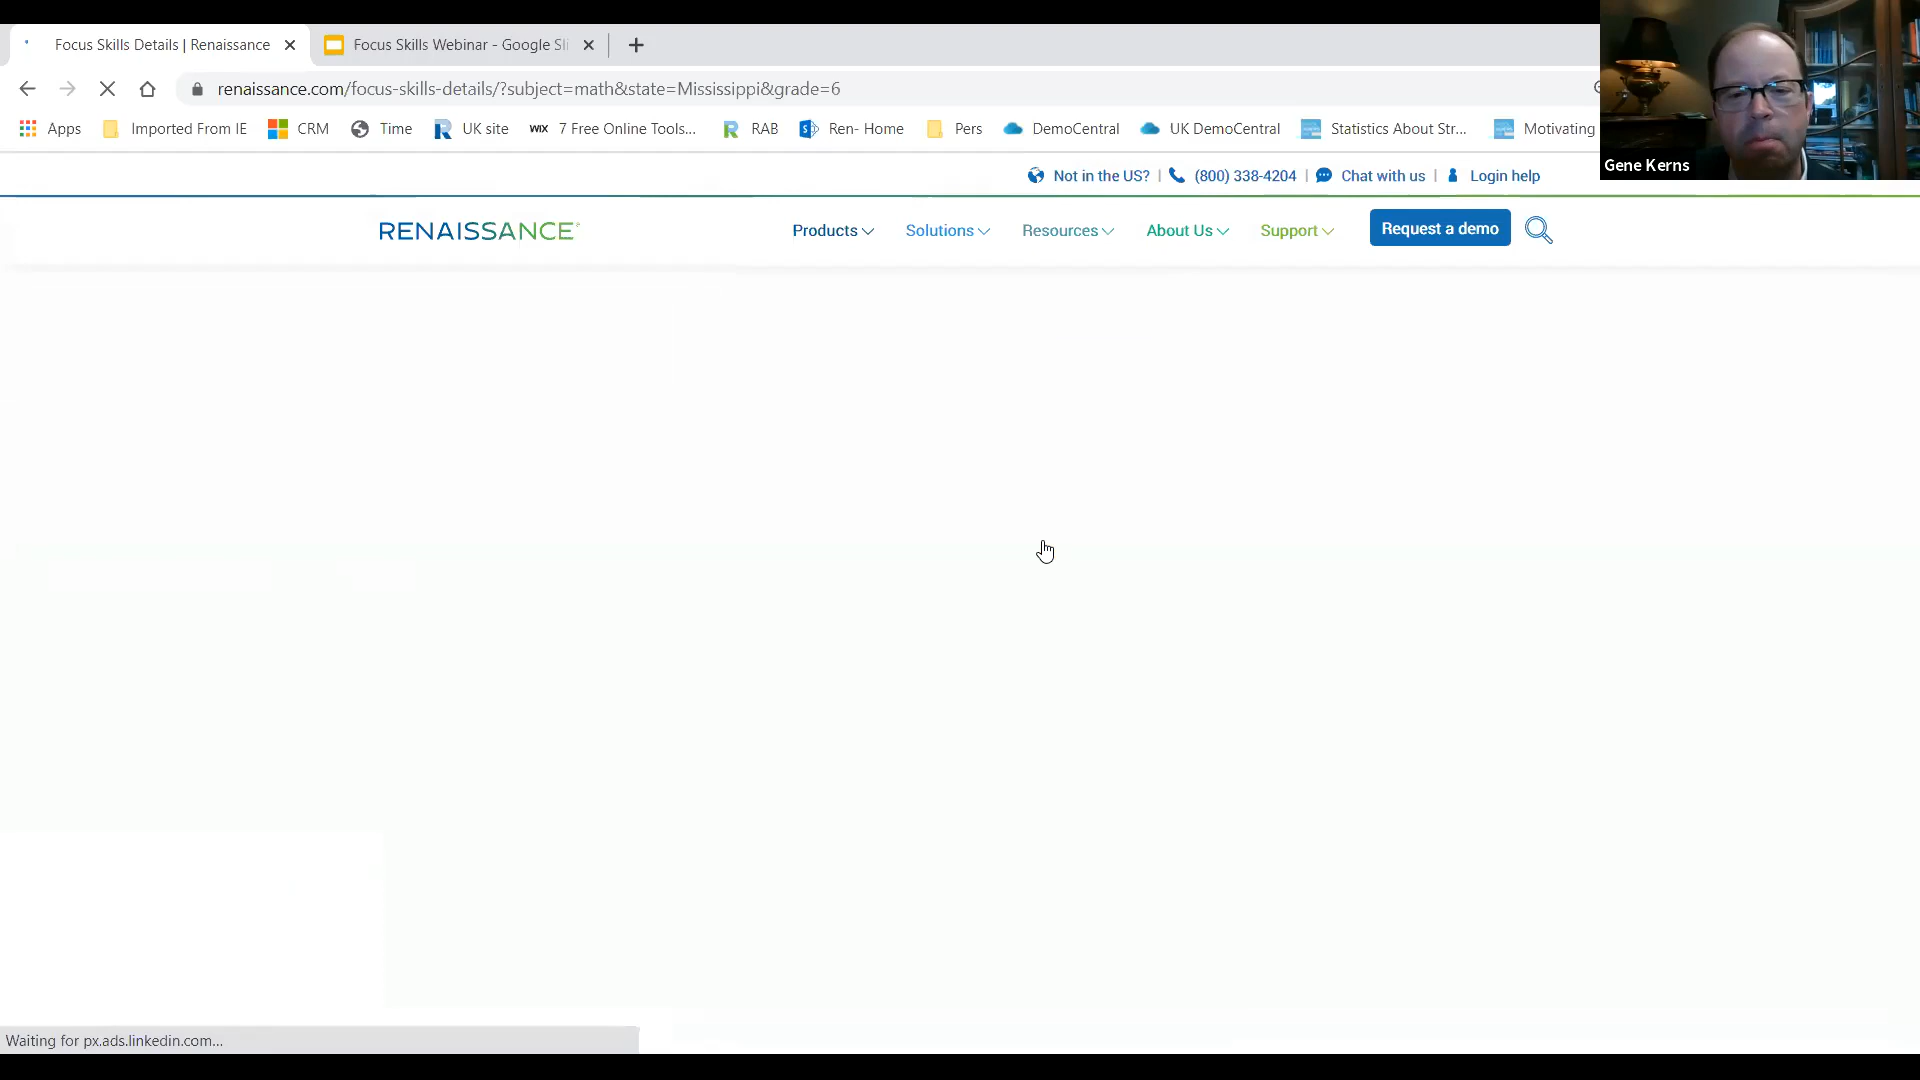 Focus Skills Details | Renaissance
Focus Skills Webinar - Google Sli
renaissance.com/focus-skills-details/?subject=math&state=Mississippi&grade=6
Apps Imported From IE CRM Time UK site WIX 7 Free Online Tools... RAB Ren- Home Pers DemoCentral UK DemoCentral Statistics About Str... Motivating
Gene Kerns
Not in the US? | (800) 338-4204 | Chat with us | Login help
RENAISSANCE Products Solutions Resources About Us Support Request a demo
Waiting for px.ads.linkedin.com...